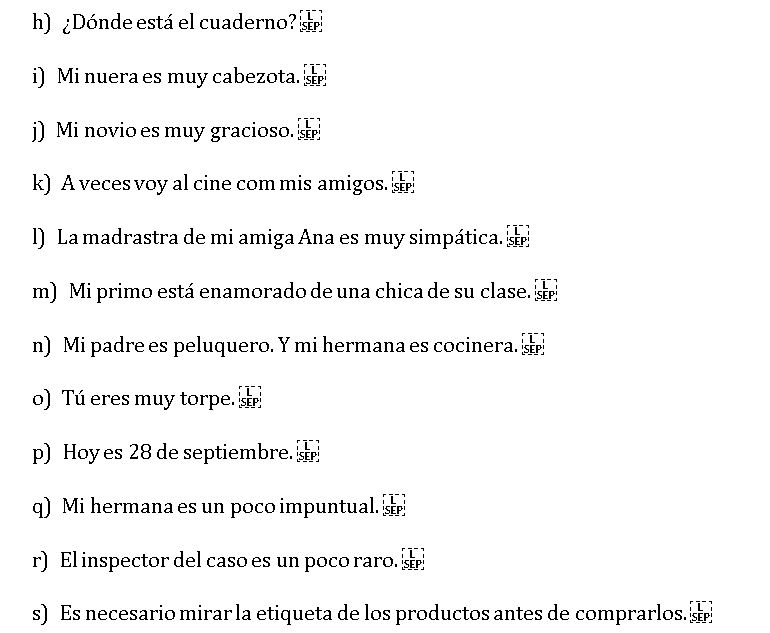 h) ¿Dónde está el cuaderno?
i) Mi nuera es muy cabezota.
j) Mi novio es muy gracioso.
k) A veces voy al cine com mis amigos.
l) La madrastra de mi amiga Ana es muy simpática.
m) Mi primo está enamorado de una chica de su clase.
n) Mi padre es peluquero. Y mi hermana es cocinera.
o) Tú eres muy torpe.
p) Hoy es 28 de septiembre.
q) Mi hermana es un poco impuntual.
r) El inspector del caso es un poco raro.
s) Es necesario mirar la etiqueta de los productos antes de comprarlos.